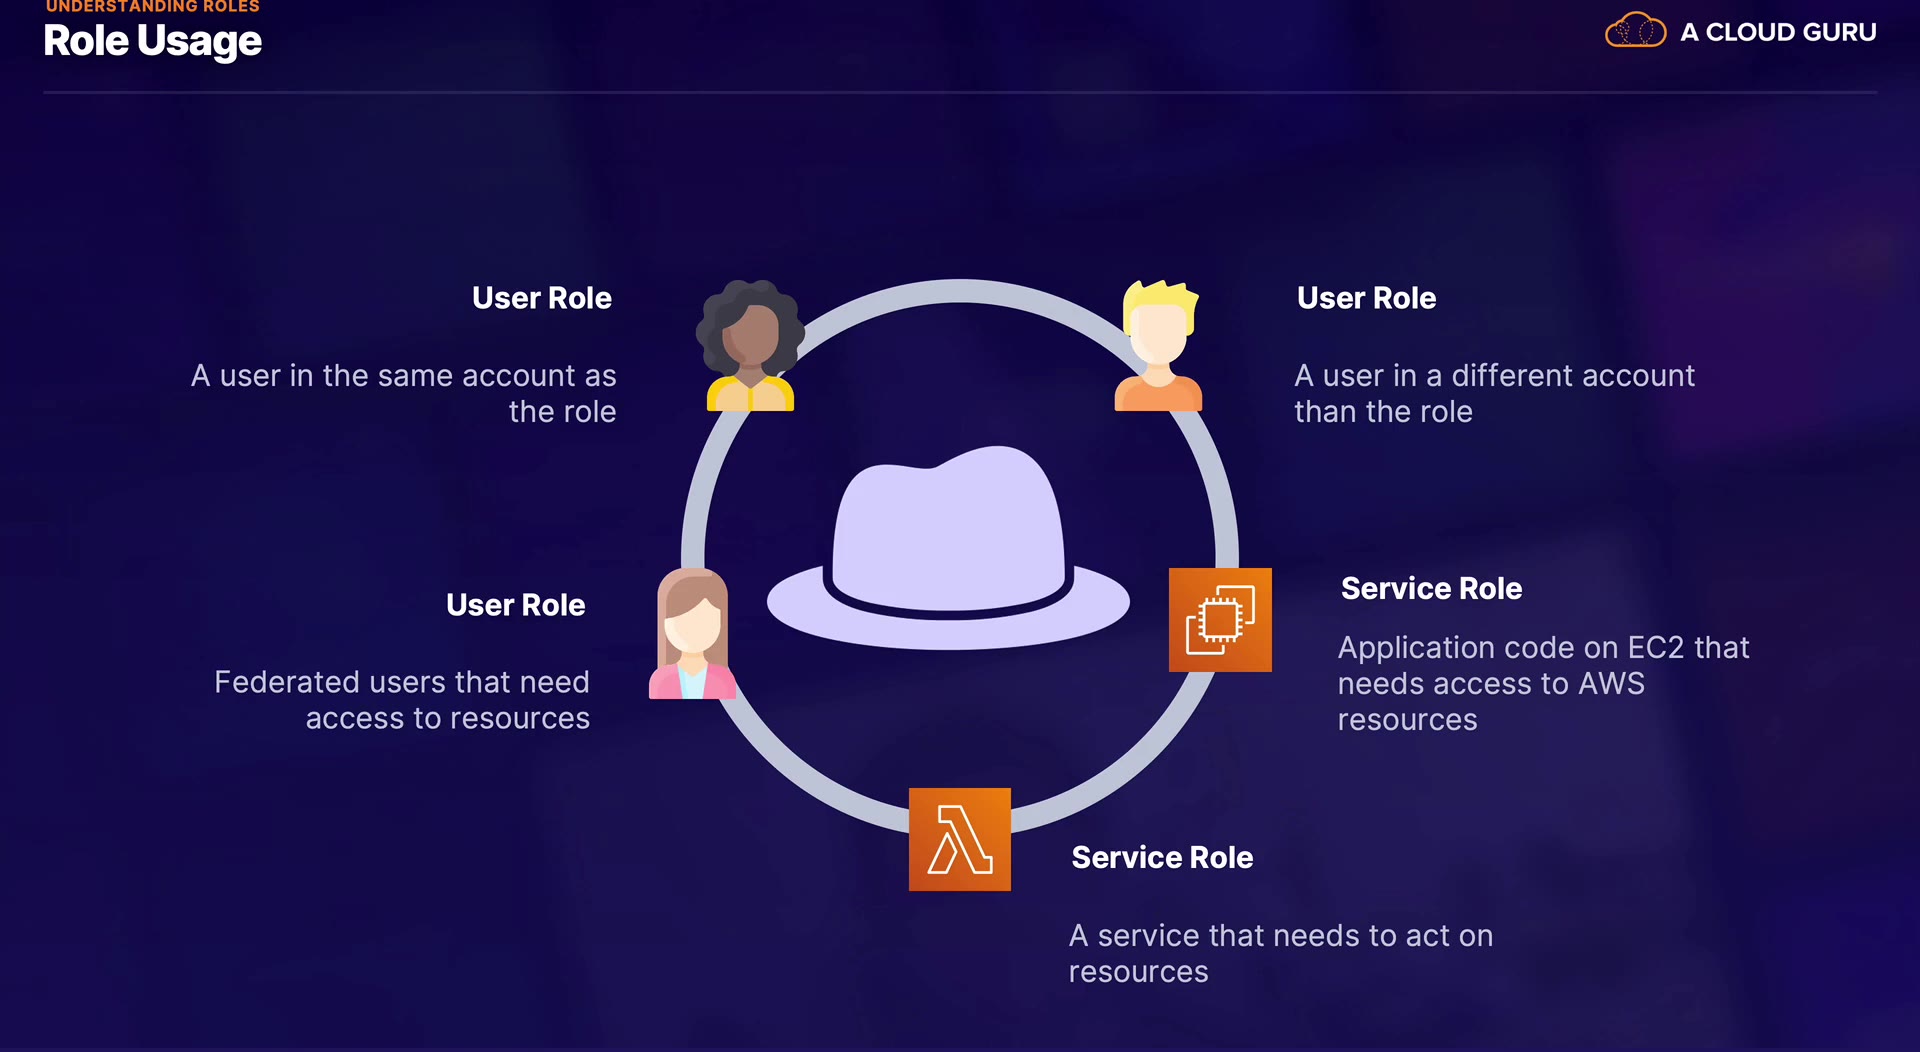 UNDERSTANDING ROLES
Role Usage
A CLOUD GURU
User Role
A user in the same account as
the role
User Role
A user in a different account
than the role
User Role
Federated users that need
access to resources
Service Role
Application code on EC2 that
needs access to AWS
resources
Service Role
A service that needs to act on
resources